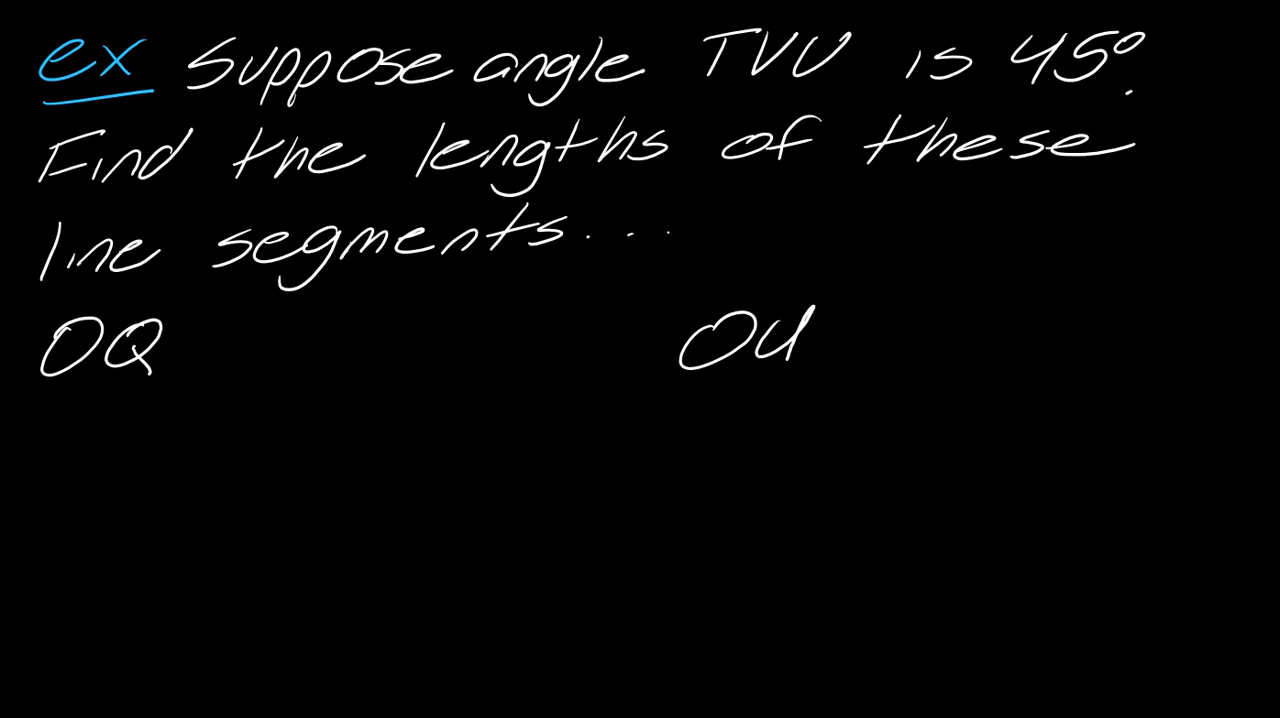 ex Suppose angle TVU is 45°.
Find the lengths of these
line segments...
OQ OU